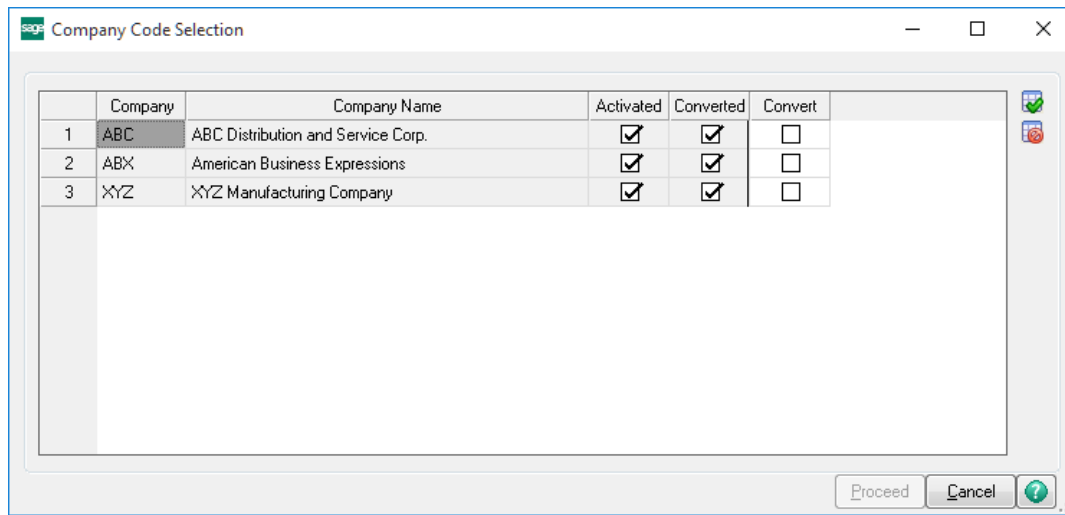 sage Company Code Selection
Company Company Name Activated Converted Convert
1 ABC ABC Distribution and Service Corp.
2 ABX American Business Expressions
3 XYZ XYZ Manufacturing Company
Proceed Cancel ?